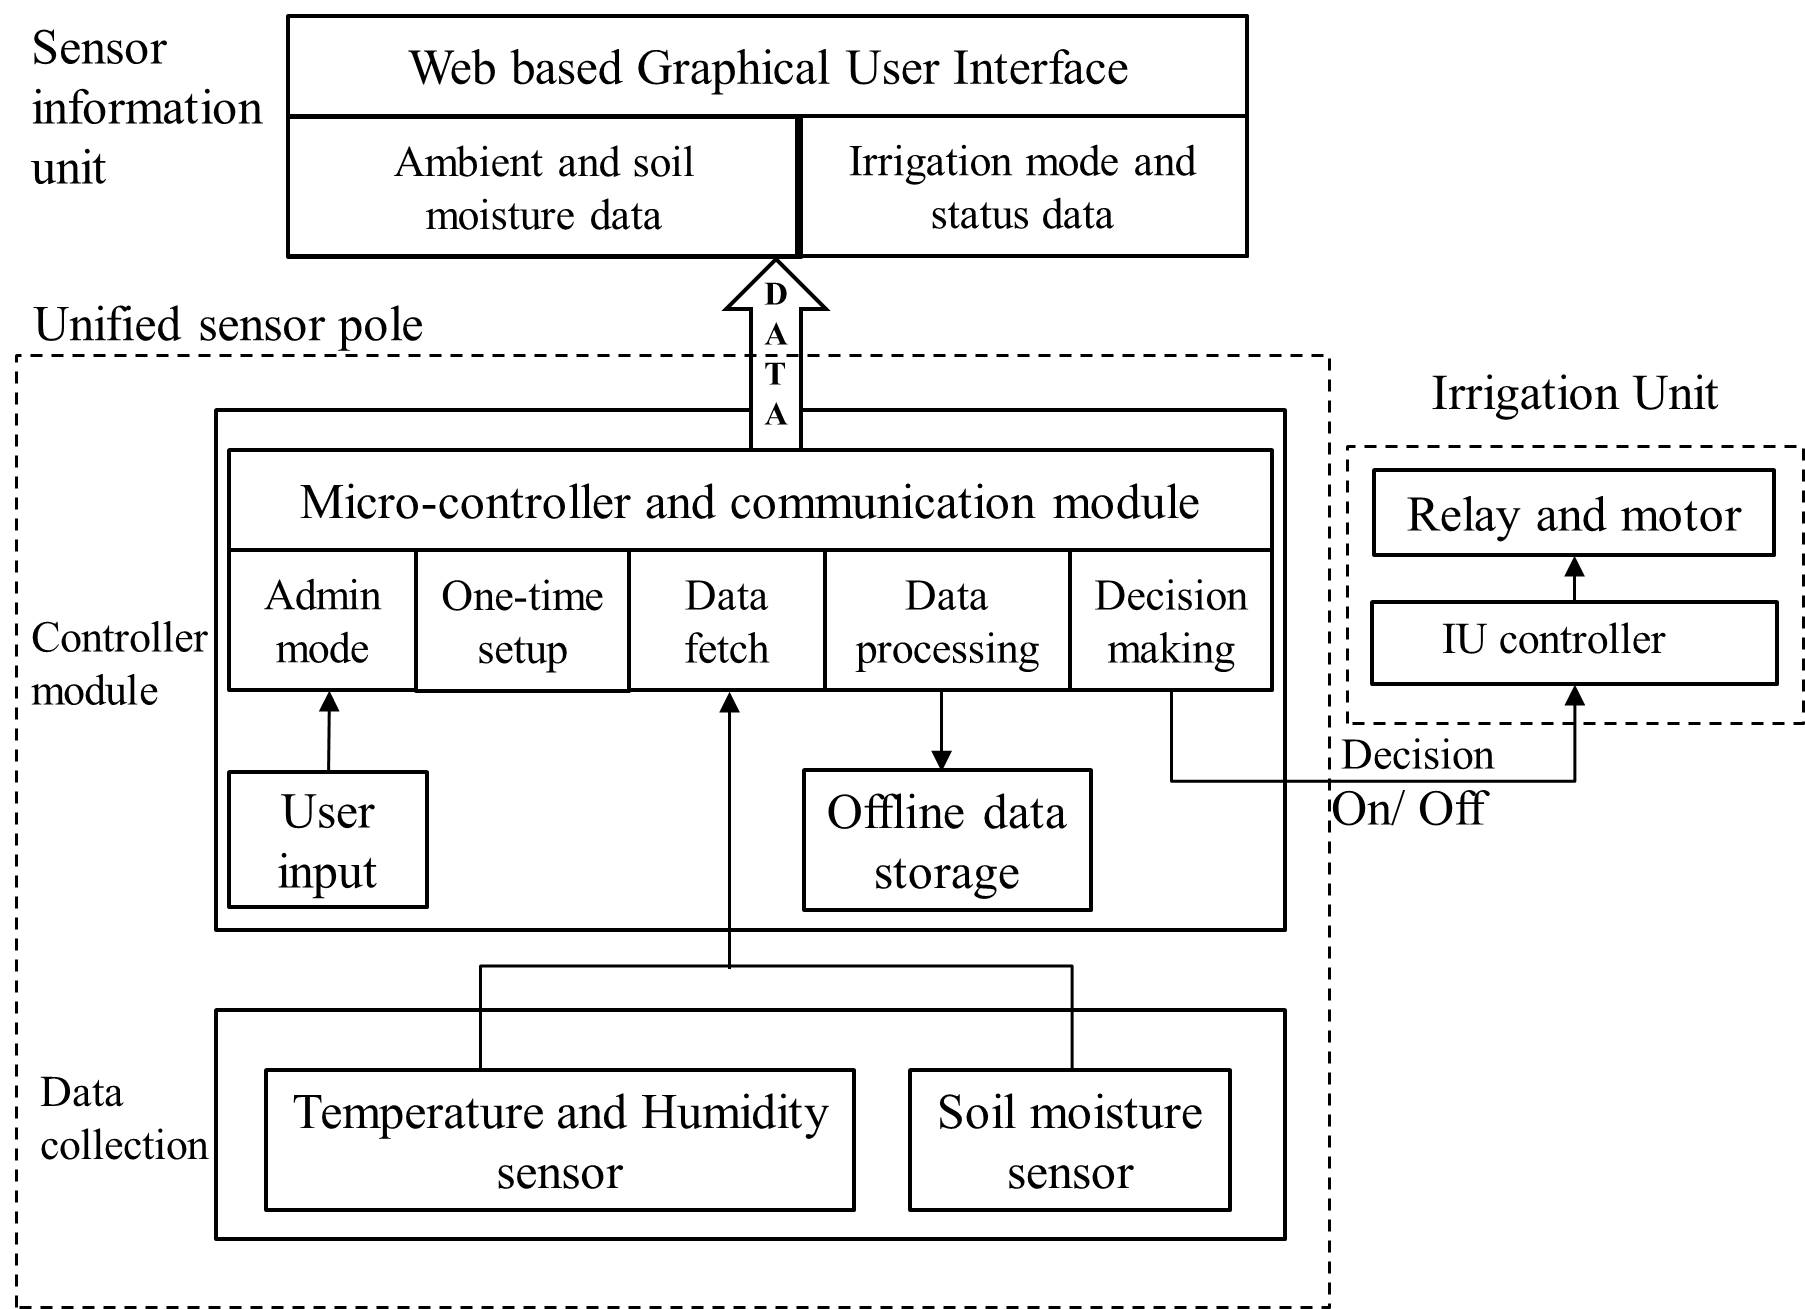 Sensor
information
unit
Web based Graphical User Interface
Ambient and soil
moisture data
Irrigation mode and
status data
D
A
T
A
Unified sensor pole
Irrigation Unit
Controller
module
Micro-controller and communication module
Admin
mode
One-time
setup
Data
fetch
Data
processing
Decision
making
Relay and motor
IU controller
User
input
Offline data
storage
Decision
On/ Off
Data
collection
Temperature and Humidity
sensor
Soil moisture
sensor